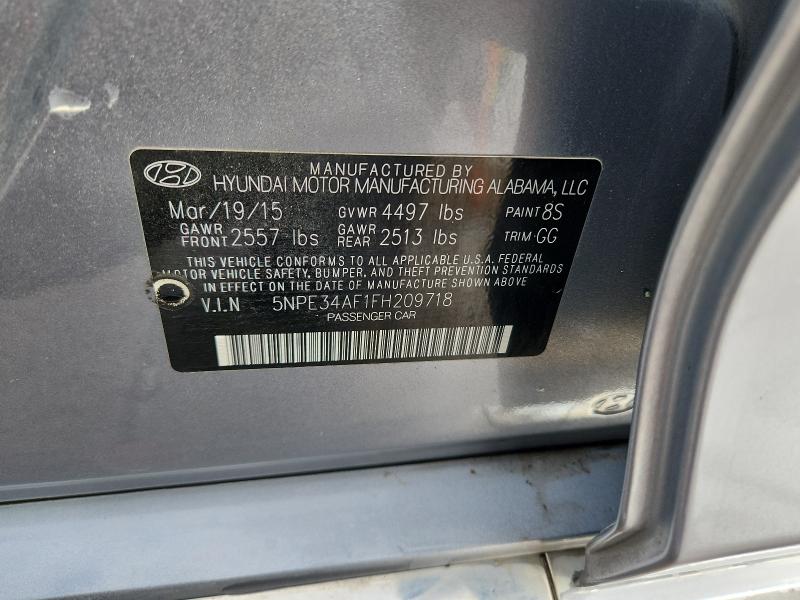 MANUFACTURED BY
HYUNDAI MOTOR MANUFACTURING ALABAMA, LLC
Mar/19/15 GVWR 4497 lbs PAINT 8S
GAWR FRONT 2557 lbs GAWR REAR 2513 lbs TRIM: GG
THIS VEHICLE CONFORMS TO ALL APPLICABLE U.S.A. FEDERAL
MOTOR VEHICLE SAFETY, BUMPER, AND THEFT PREVENTION STANDARDS
IN EFFECT ON THE DATE OF MANUFACTURE SHOWN ABOVE.
V.I.N 5NPE34AF1FH209718
PASSENGER CAR